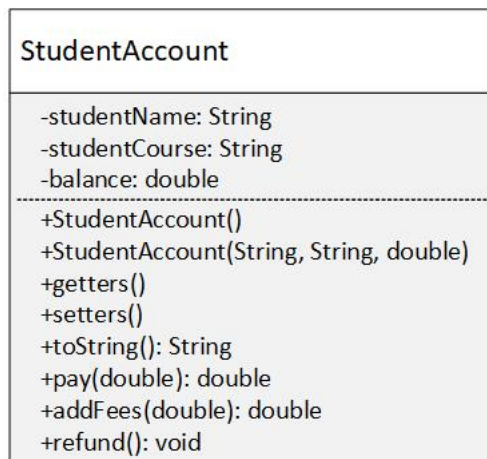 StudentAccount
-studentName: String
-studentCourse: String
-balance: double
+StudentAccount()
+StudentAccount(String, String, double)
+getters()
+setters()
+toString(): String
+pay(double): double
+addFees(double): double
+refund(): void